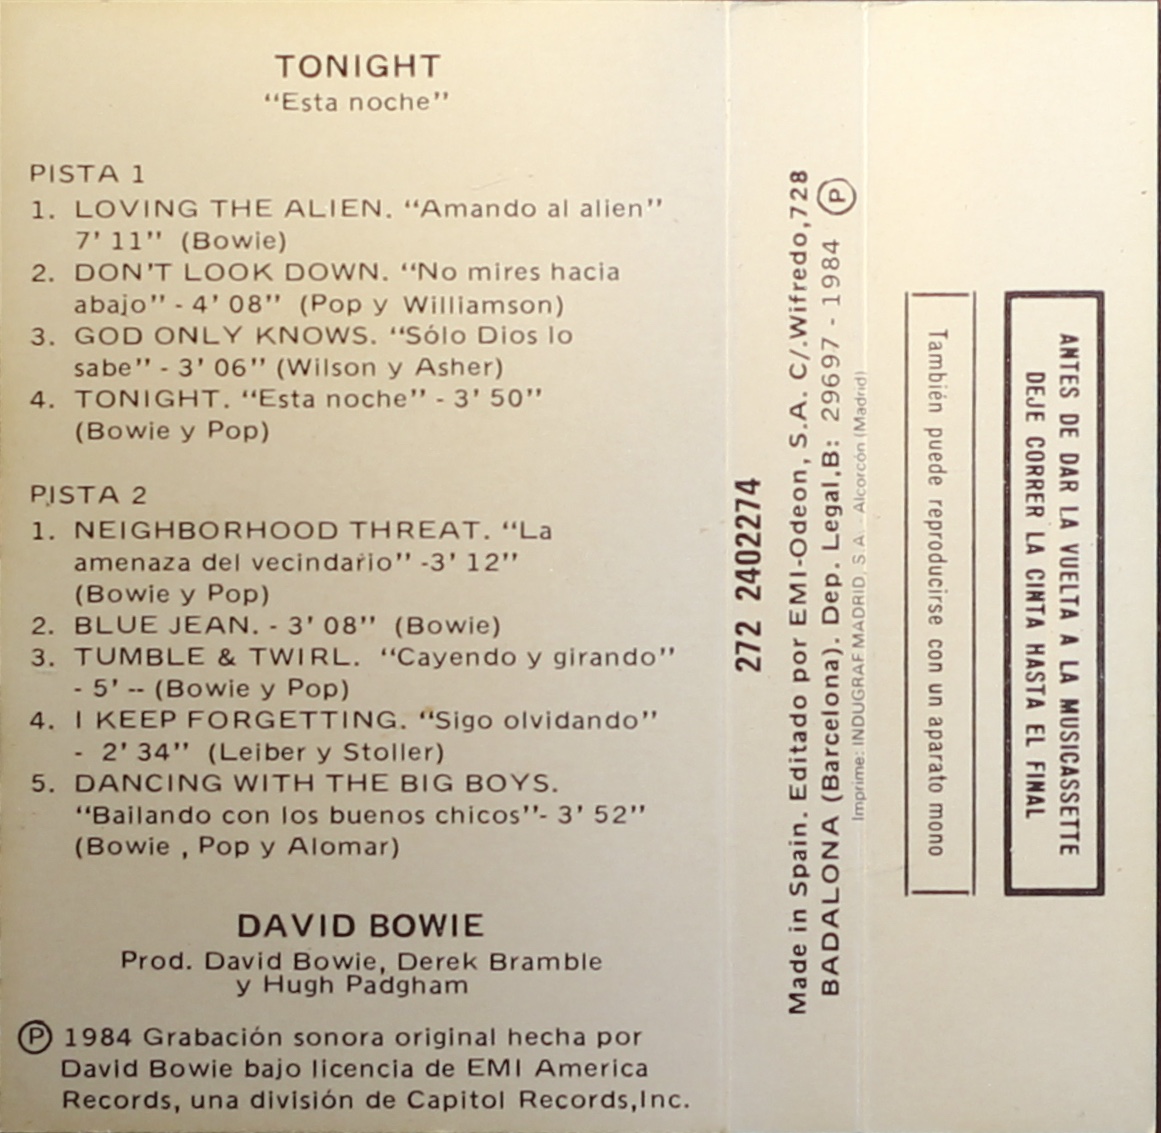 TONIGHT
“Esta noche”
PISTA 1
1. LOVING THE ALIEN. “Amando al alien”
7' 11'' (Bowie)
2. DON'T LOOK DOWN. “No mires hacia
abajo” - 4' 08'' (Pop y Williamson)
3. GOD ONLY KNOWS. “Sólo Dios lo
sabe” - 3' 06'' (Wilson y Asher)
4. TONIGHT. “Esta noche” - 3' 50''
(Bowie y Pop)
PISTA 2
1. NEIGHBORHOOD THREAT. “La
amenaza del vecindario” -3' 12''
(Bowie y Pop)
2. BLUE JEAN. - 3' 08'' (Bowie)
3. TUMBLE & TWIRL. “Cayendo y girando”
- 5' -- (Bowie y Pop)
4. I KEEP FORGETTING. “Sigo olvidando”
- 2' 34'' (Leiber y Stoller)
5. DANCING WITH THE BIG BOYS.
“Bailando con los buenos chicos”- 3' 52''
(Bowie , Pop y Alomar)
DAVID BOWIE
Prod. David Bowie, Derek Bramble
y Hugh Padgham
Ⓟ 1984 Grabación sonora original hecha por
David Bowie bajo licencia de EMI America
Records, una división de Capitol Records,Inc.
272 2402274
Made in Spain. Editado por EMI-Odeon, S.A. C/.Wifredo,728
BADALONA (Barcelona). Dep. Legal.B: 29697 - 1984 Ⓟ
Imprime: INDUGRAF MADRID, S.A. - Alcorcón (Madrid)
También puede reproducirse con un aparato mono
ANTES DE DAR LA VUELTA A LA MUSICASSETTE
DEJE CORRER LA CINTA HASTA EL FINAL